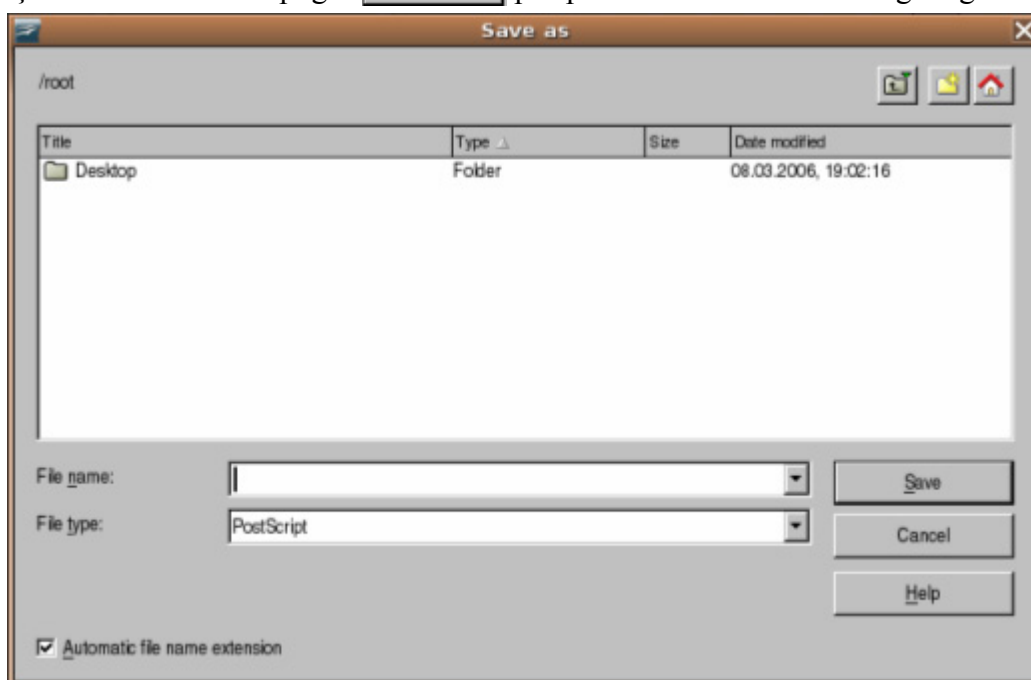 Save as
/root
Title Type Size Date modified
Desktop Folder 08.03.2006, 19:02:16
File name: Save
File type: PostScript Cancel
Help
Automatic file name extension